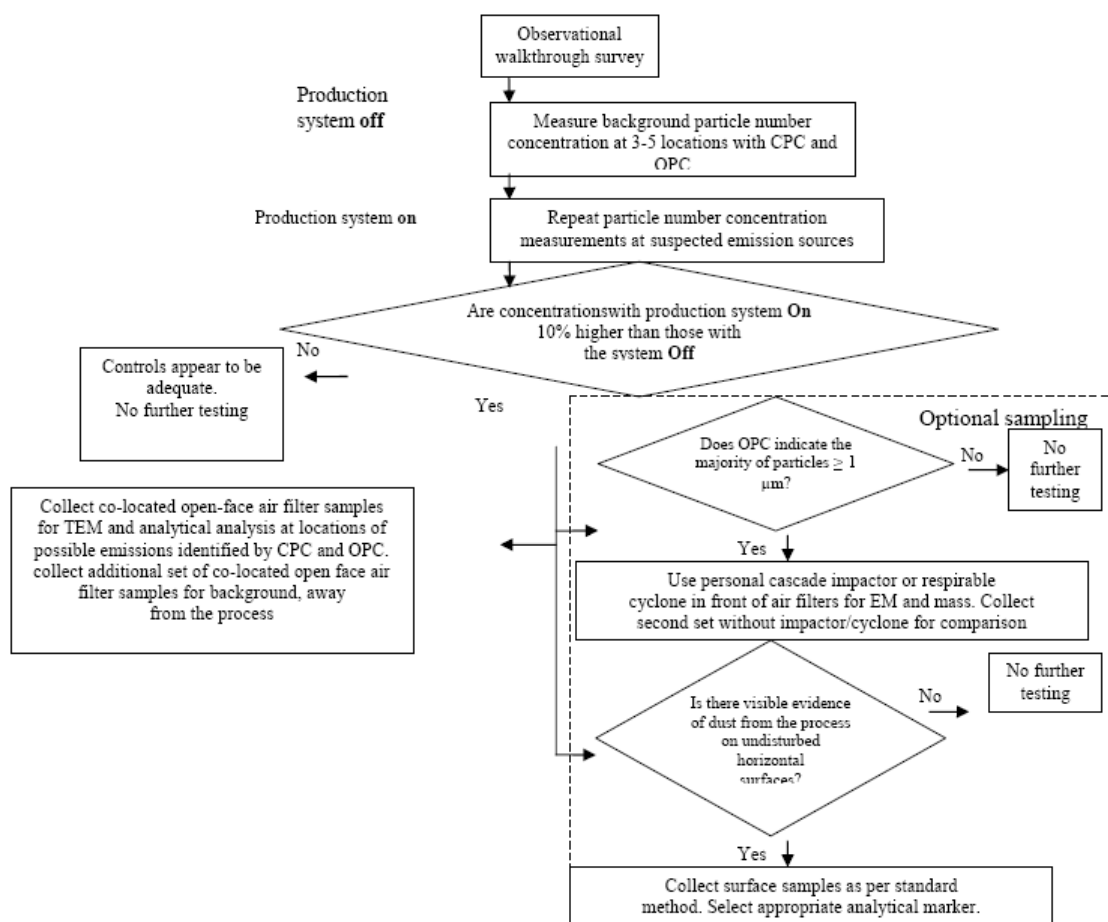 Observational
walkthrough survey
Production
system off
Measure background particle number
concentration at 3-5 locations with CPC and
OPC
Production system on
Repeat particle number concentration
measurements at suspected emission sources
Are concentrationswith production system On
10% higher than those with
the system Off
No
Controls appear to be
adequate.
No further testing
Yes
Optional sampling
Does OPC indicate the
majority of particles ≥ 1
µm?
No
No
further
testing
Collect co-located open-face air filter samples
for TEM and analytical analysis at locations of
possible emissions identified by CPC and OPC.
collect additional set of co-located open face air
filter samples for background, away
from the process
Yes
Use personal cascade impactor or respirable
cyclone in front of air filters for EM and mass. Collect
second set without impactor/cyclone for comparison
Is there visible evidence
of dust from the process
on undisturbed
horizontal
surfaces?
No
No further
testing
Yes
Collect surface samples as per standard
method. Select appropriate analytical marker.